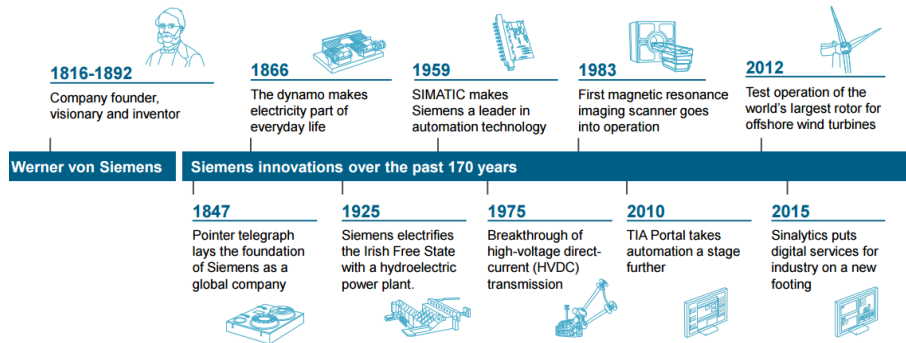 1816-1892
Company founder,
visionary and inventor
1866
The dynamo makes
electricity part of
everyday life
1959
SIMATIC makes
Siemens a leader in
automation technology
1983
First magnetic resonance
imaging scanner goes
into operation
2012
Test operation of the
world's largest rotor for
offshore wind turbines
Werner von Siemens
Siemens innovations over the past 170 years
1847
Pointer telegraph
lays the foundation
of Siemens as a
global company
1925
Siemens electrifies
the Irish Free State
with a hydroelectric
power plant.
1975
Breakthrough of
high-voltage direct-
current (HVDC)
transmission
2010
TIA Portal takes
automation a stage
further
2015
Sinalytics puts
digital services for
industry on a new
footing